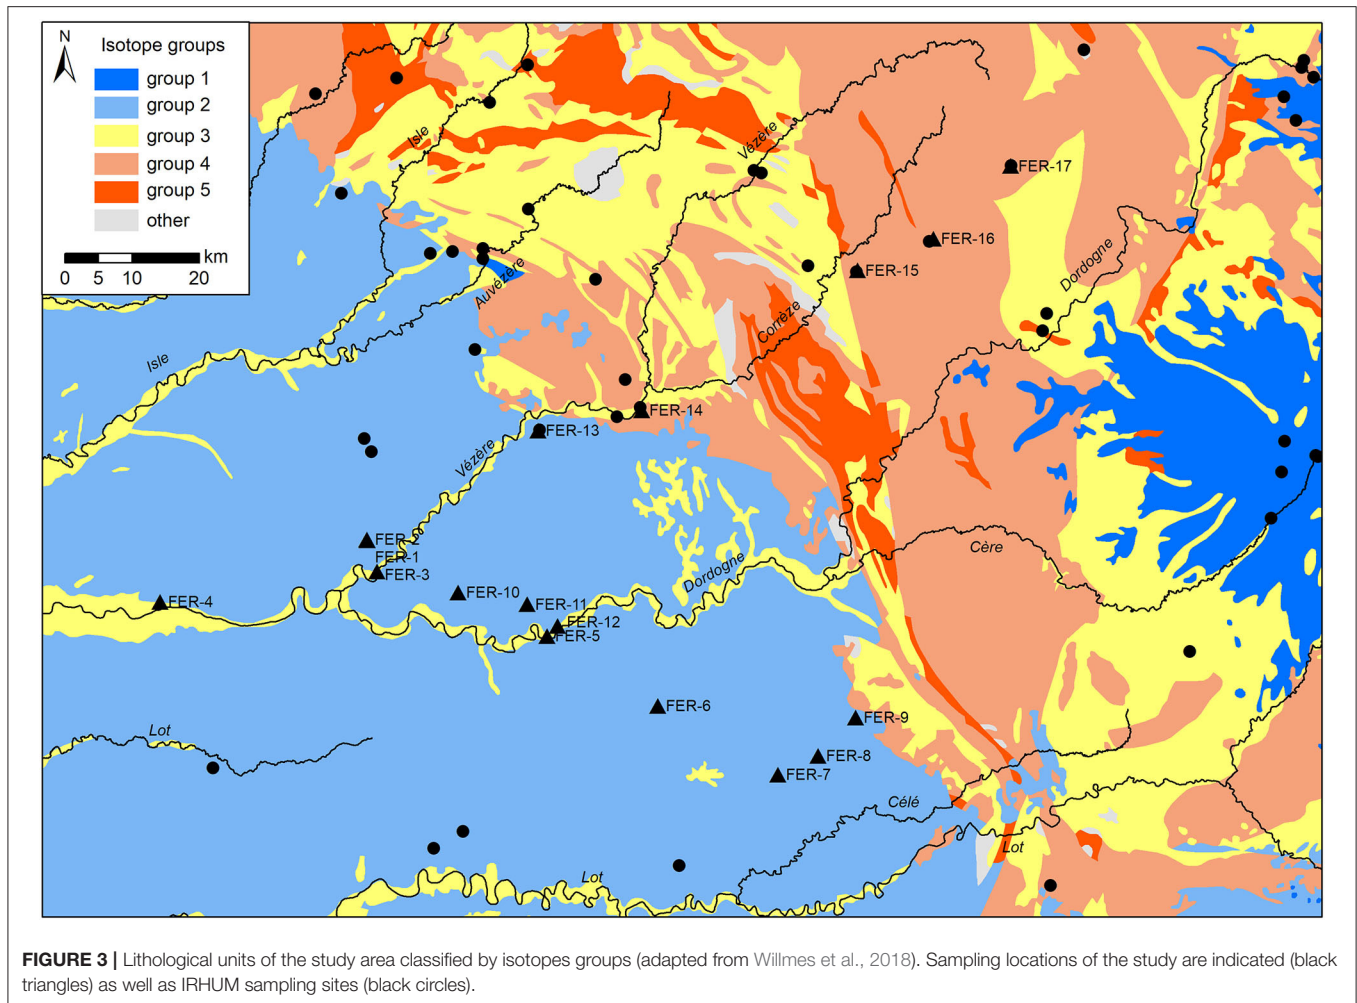 N
Isotope groups
group 1
group 2
group 3
group 4
group 5
other
km
0 5 10 20
Isle
Vézère
FER-17
FER-16
Dordogne
FER-15
Auvézère
Corrèze
Isle
FER-14
FER-13
Vézère
FER-2
FER-1
FER-3
Cère
Dordogne
FER-10
FER-4
FER-11
FER-12
FER-5
FER-6
FER-9
Lot
FER-8
FER-7
Célé
Lot
Lot
FIGURE 3 | Lithological units of the study area classified by isotopes groups (adapted from Willmes et al., 2018). Sampling locations of the study are indicated (black
triangles) as well as IRHUM sampling sites (black circles).